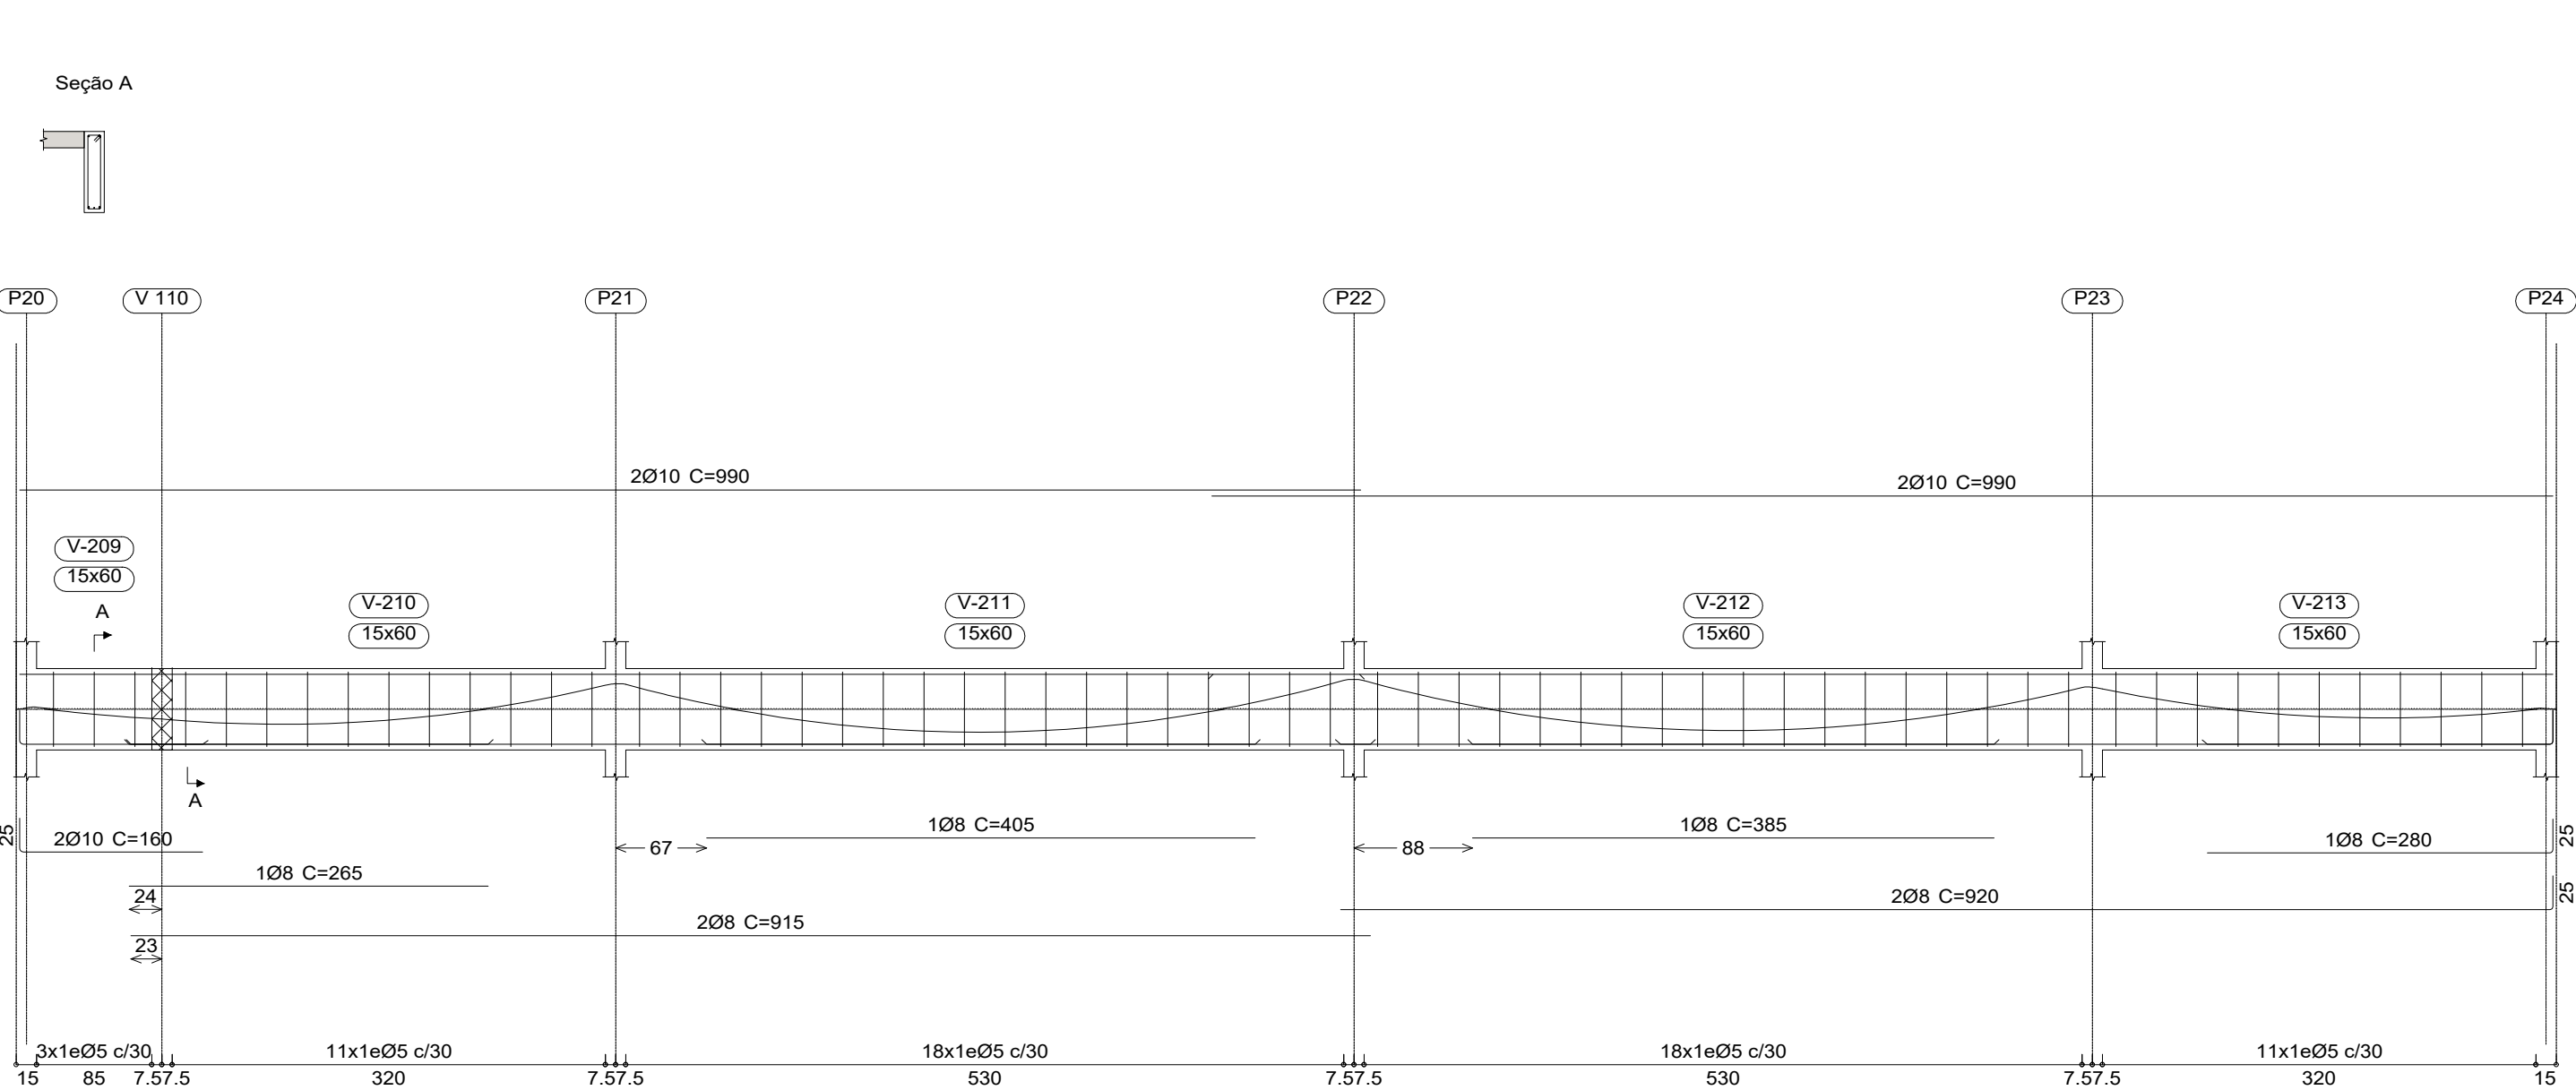 Seção A
P20 V 110 P21 P22 P23 P24
2Ø10 C=990
2Ø10 C=990
V-209
15x60
A
V-210 V-211 V-212 V-213
15x60 15x60 15x60 15x60
A
25 2Ø10 C=160
1Ø8 C=405
67
1Ø8 C=385
88
1Ø8 C=280 25
1Ø8 C=265
24
2Ø8 C=920 25
2Ø8 C=915
23
3x1eØ5 c/30 11x1eØ5 c/30 18x1eØ5 c/30 18x1eØ5 c/30 11x1eØ5 c/30
15 85 7.57.5 320 7.57.5 530 7.57.5 530 7.57.5 320 15